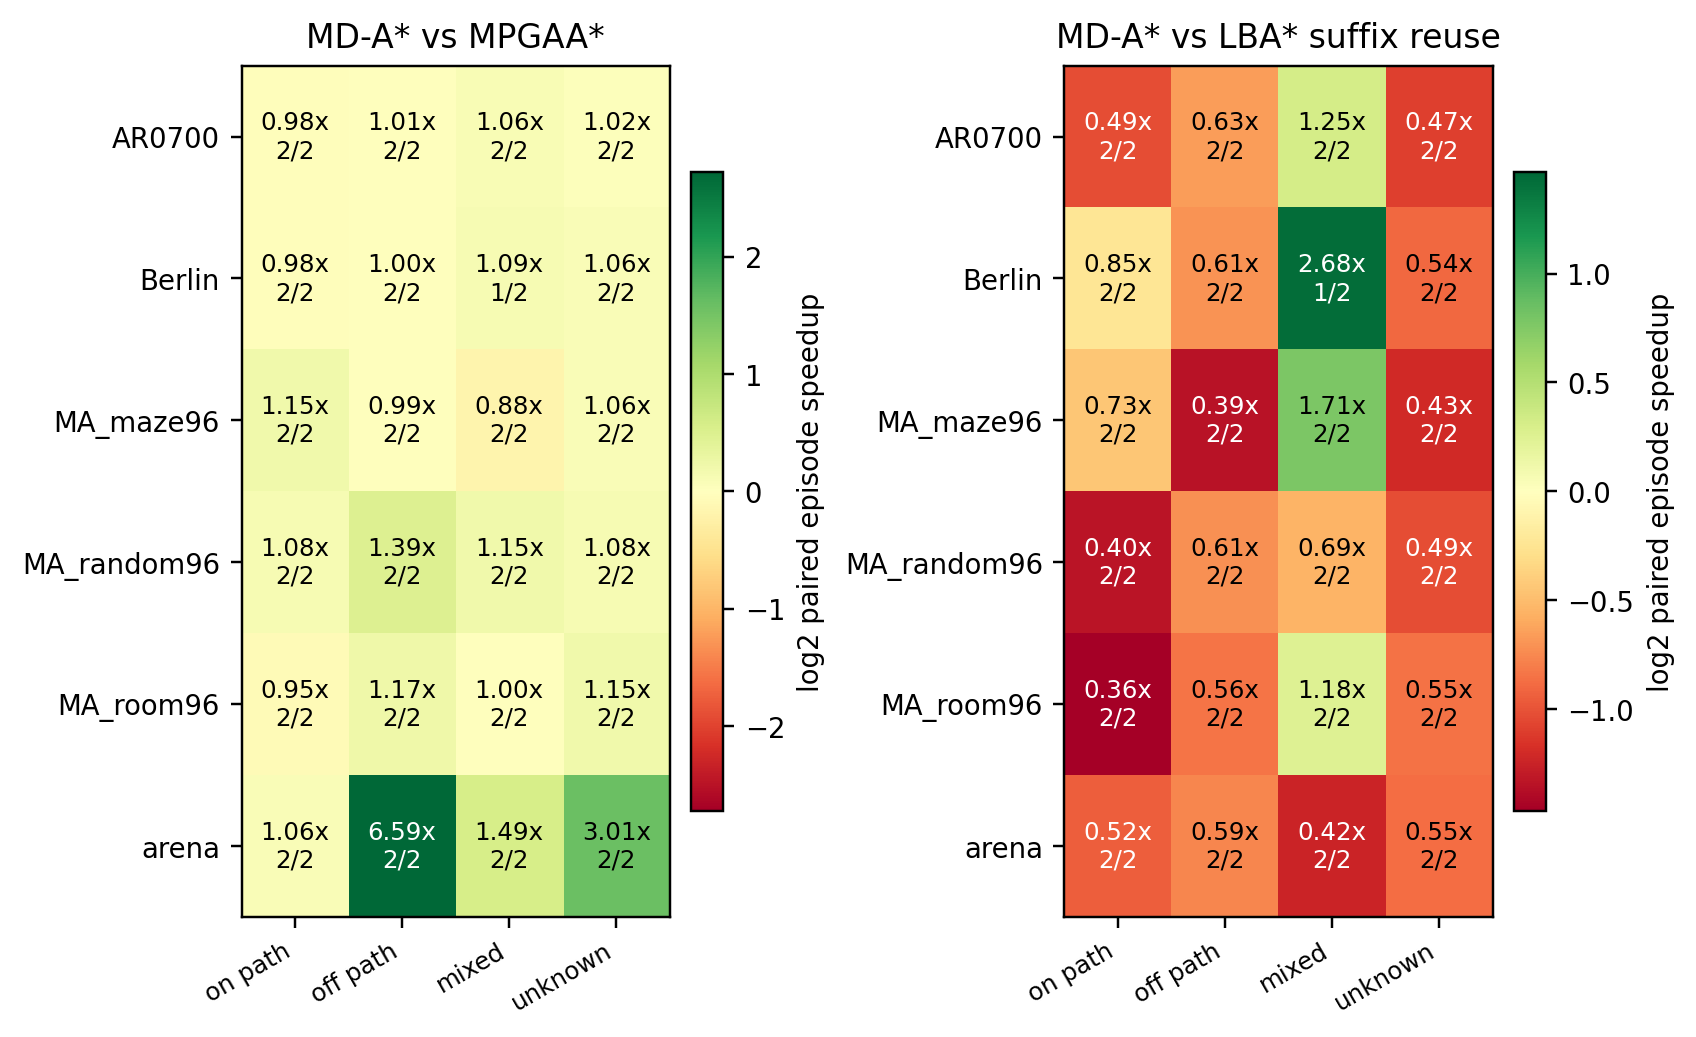 MD-A* vs MPGAA*
AR0700
0.98x 1.01x 1.06x 1.02x
2/2 2/2 2/2 2/2
Berlin
0.98x 1.00x 1.09x 1.06x
2/2 2/2 1/2 2/2
MA_maze96
1.15x 0.99x 0.88x 1.06x
2/2 2/2 2/2 2/2
MA_random96
1.08x 1.39x 1.15x 1.08x
2/2 2/2 2/2 2/2
MA_room96
0.95x 1.17x 1.00x 1.15x
2/2 2/2 2/2 2/2
arena
1.06x 6.59x 1.49x 3.01x
2/2 2/2 2/2 2/2
on path
off path
mixed
unknown
2
1
0
−1
−2
log2 paired episode speedup
MD-A* vs LBA* suffix reuse
AR0700
0.49x 0.63x 1.25x 0.47x
2/2 2/2 2/2 2/2
Berlin
0.85x 0.61x 2.68x 0.54x
2/2 2/2 1/2 2/2
MA_maze96
0.73x 0.39x 1.71x 0.43x
2/2 2/2 2/2 2/2
MA_random96
0.40x 0.61x 0.69x 0.49x
2/2 2/2 2/2 2/2
MA_room96
0.36x 0.56x 1.18x 0.55x
2/2 2/2 2/2 2/2
arena
0.52x 0.59x 0.42x 0.55x
2/2 2/2 2/2 2/2
on path
off path
mixed
unknown
1.0
0.5
0.0
−0.5
−1.0
log2 paired episode speedup